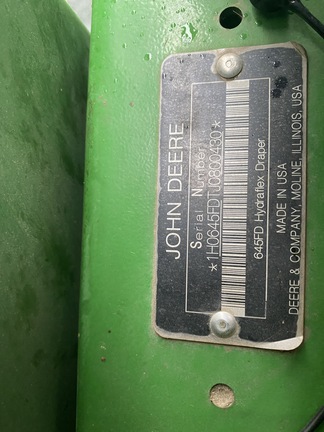 JOHN DEERE
Serial Number
*1H0645FDTJ0800430*
645FD Hydraflex Draper
MADE IN USA
DEERE & COMPANY, MOLINE, ILLINOIS, USA